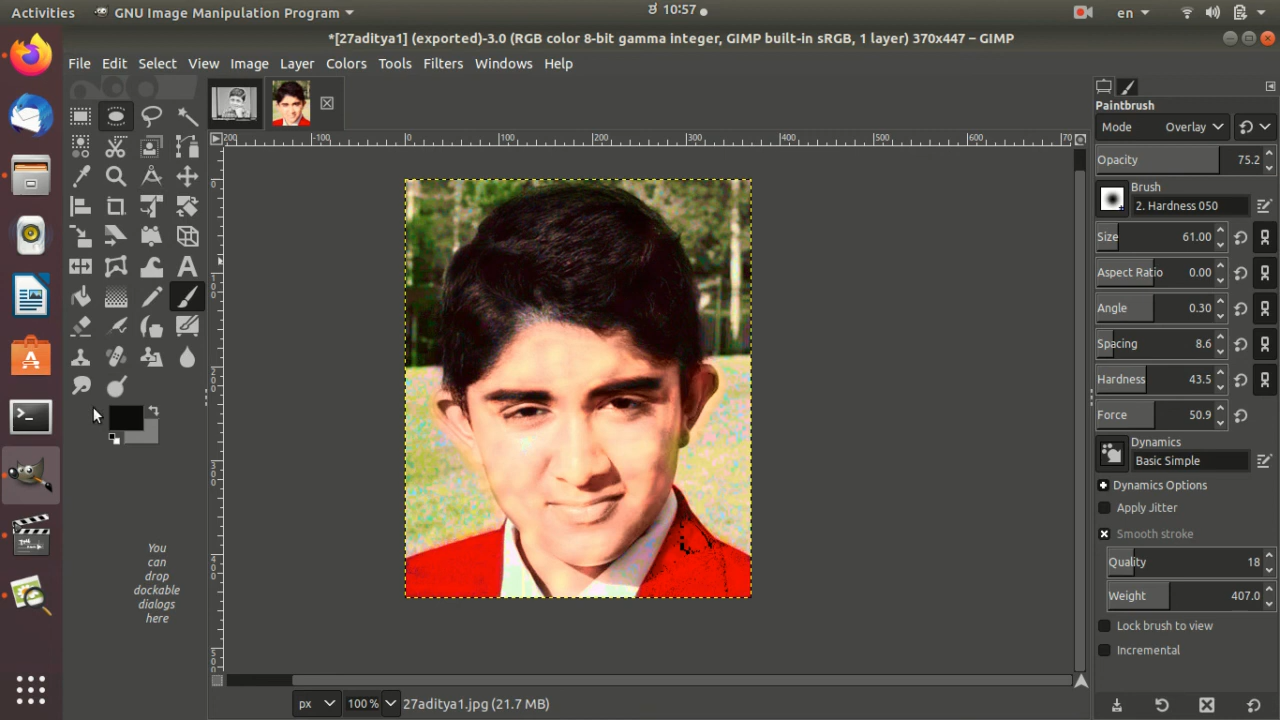 Activities GNU Image Manipulation Program 10:57 en
*[27aditya1] (exported)-3.0 (RGB color 8-bit gamma integer, GIMP built-in sRGB, 1 layer) 370x447 – GIMP
File Edit Select View Image Layer Colors Tools Filters Windows Help
Paintbrush
Mode Overlay
Opacity 75.2
Brush
2. Hardness 050
Size 61.00
Aspect Ratio 0.00
Angle 0.30
Spacing 8.6
Hardness 43.5
Force 50.9
Dynamics
Basic Simple
Dynamics Options
Apply Jitter
Smooth stroke
Quality 18
Weight 407.0
Lock brush to view
Incremental
You
can
drop
dockable
dialogs
here
px 100 % 27aditya1.jpg (21.7 MB)